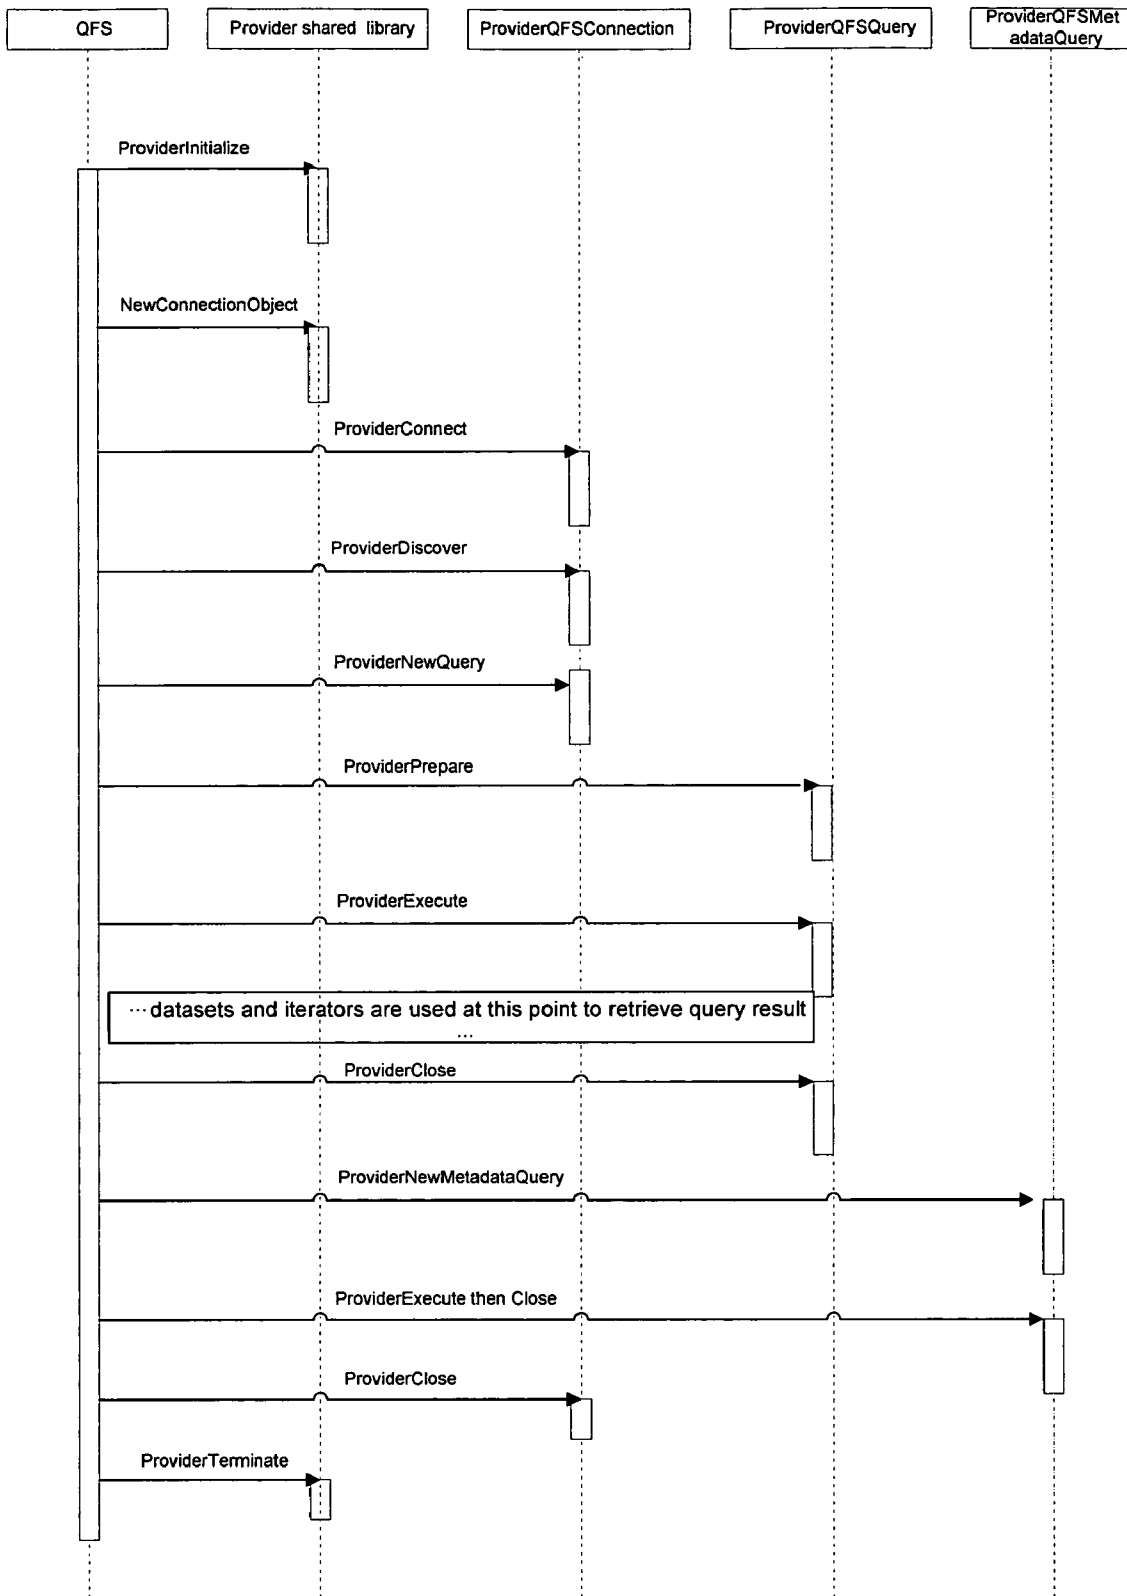 QFS
Provider shared library
ProviderQFSConnection
ProviderQFSQuery
ProviderQFSMet
adataQuery
ProviderInitialize
NewConnectionObject
ProviderConnect
ProviderDiscover
ProviderNewQuery
ProviderPrepare
ProviderExecute
...datasets and iterators are used at this point to retrieve query result
...
ProviderClose
ProviderNewMetadataQuery
ProviderExecute then Close
ProviderClose
ProviderTerminate